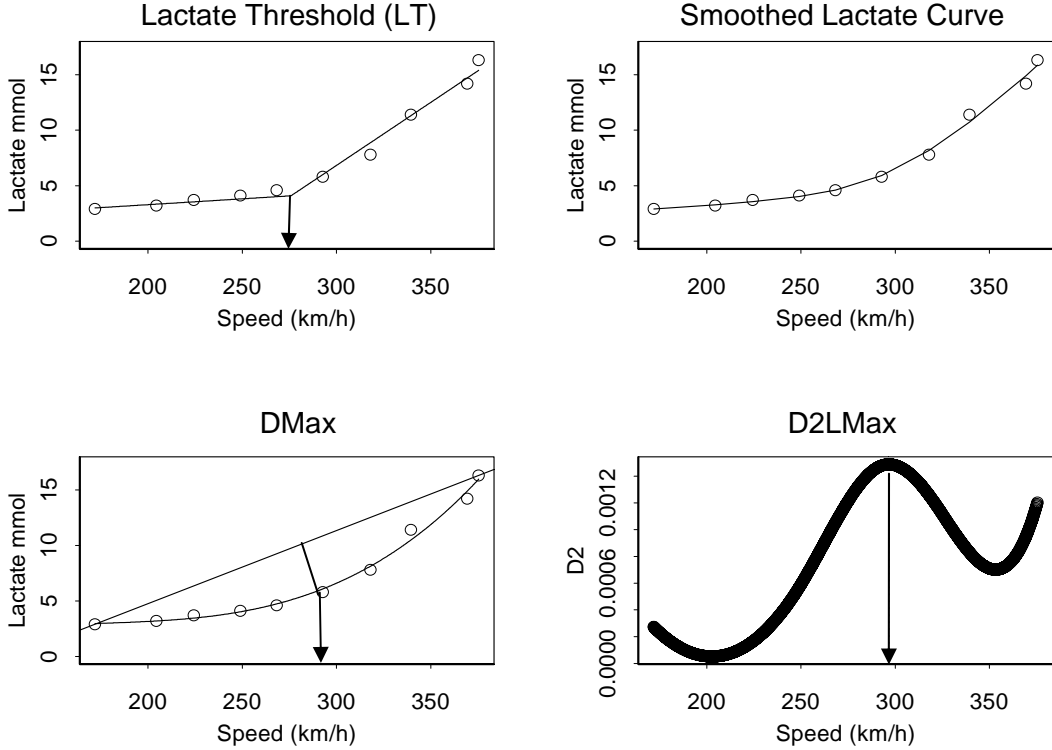 Lactate Threshold (LT)
Lactate mmol
15
10
5
0
200 250 300 350
Speed (km/h)
Smoothed Lactate Curve
Lactate mmol
15
10
5
0
200 250 300 350
Speed (km/h)
DMax
Lactate mmol
15
10
5
0
200 250 300 350
Speed (km/h)
D2LMax
D2
0.0012
0.0006
0.0000
200 250 300 350
Speed (km/h)